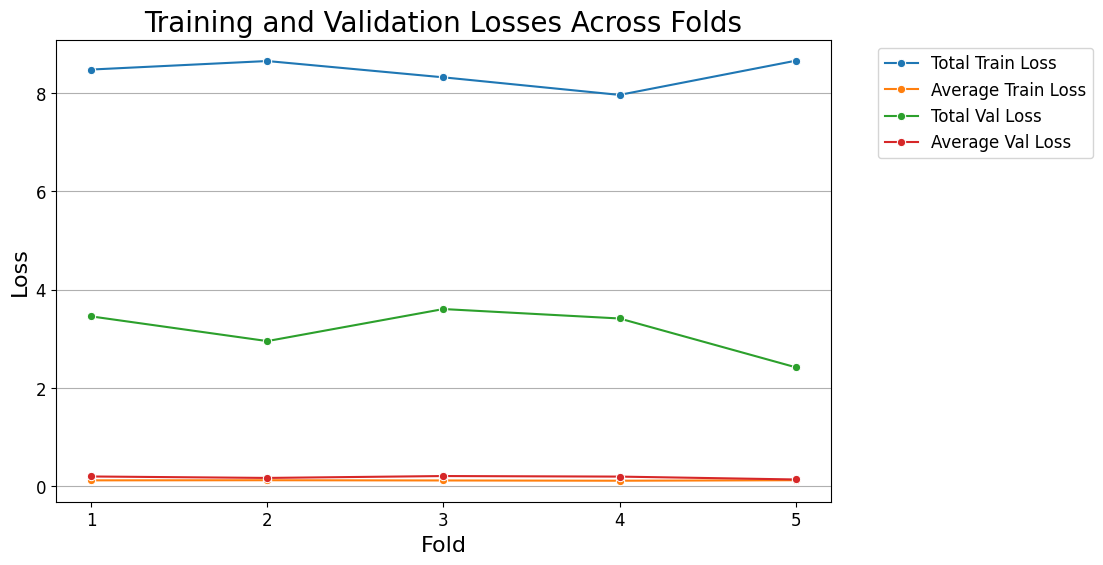 Training and Validation Losses Across Folds
Total Train Loss
Average Train Loss
Total Val Loss
Average Val Loss
Loss
8
6
4
2
0
1 2 3 4 5
Fold